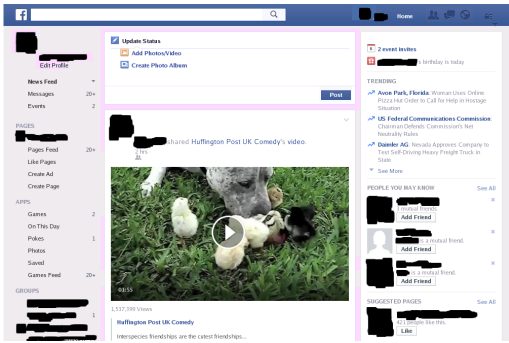 f
Home
Edit Profile
News Feed
Messages 20+
Events 2
PAGES
Pages Feed 20+
Like Pages
Create Ad
Create Page
APPS
Games 2
On This Day
Pokes 1
Photos
Saved
Games Feed 20+
GROUPS
1
Update Status
Add Photos/Video
Create Photo Album
Post
shared Huffington Post UK Comedy's video.
2 hrs
01:55
1,537,399 Views
Huffington Post UK Comedy
Interspecies friendships are the cutest friendships...
2 event invites
's birthday is today
TRENDING
Avon Park, Florida: Woman Uses Online
Pizza Hut Order to Call for Help in Hostage
Situation
US Federal Communications Commission:
Chairman Defends Commission's Net
Neutrality Rules
Daimler AG: Nevada Approves Company to
Test Self-Driving Heavy Freight Truck in
State
See More
PEOPLE YOU MAY KNOW See All
3 mutual friends
Add Friend
is a mutual friend.
Add Friend
is a mutual friend.
Add Friend
SUGGESTED PAGES See All
421 people like this.
Like